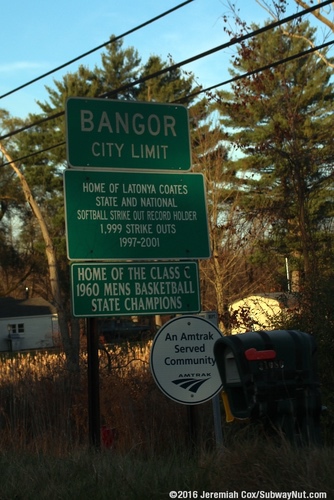 BANGOR
CITY LIMIT
HOME OF LATONYA COATES
STATE AND NATIONAL
SOFTBALL STRIKE OUT RECORD HOLDER
1,999 STRIKE OUTS
1997-2001
HOME OF THE CLASS C
1960 MENS BASKETBALL
STATE CHAMPIONS
An Amtrak
Served
Community
AMTRAK
©2016 Jeremiah Cox/SubwayNut.com